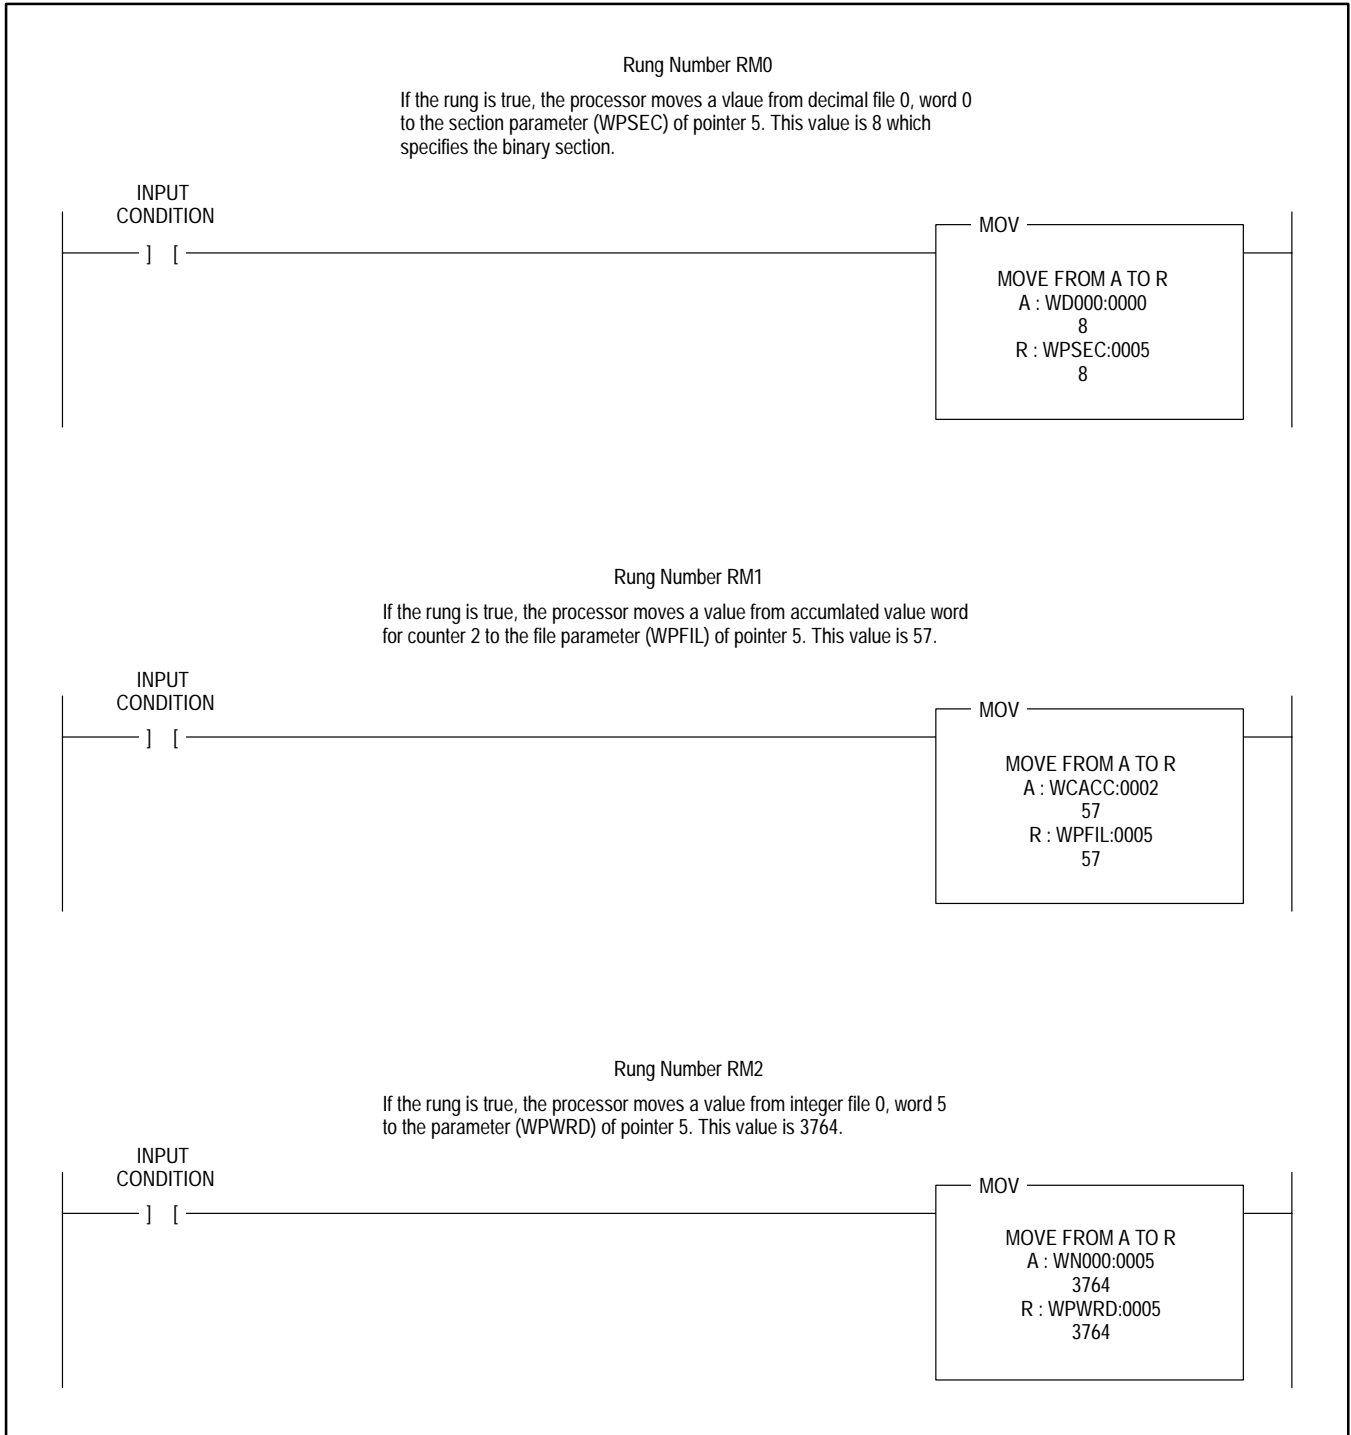 Rung Number RM0
If the rung is true, the processor moves a vlaue from decimal file 0, word 0
to the section parameter (WPSEC) of pointer 5. This value is 8 which
specifies the binary section.
INPUT
CONDITION
] [
MOV
MOVE FROM A TO R
A : WD000:0000
8
R : WPSEC:0005
8
Rung Number RM1
If the rung is true, the processor moves a value from accumlated value word
for counter 2 to the file parameter (WPFIL) of pointer 5. This value is 57.
INPUT
CONDITION
] [
MOV
MOVE FROM A TO R
A : WCACC:0002
57
R : WPFIL:0005
57
Rung Number RM2
If the rung is true, the processor moves a value from integer file 0, word 5
to the parameter (WPWRD) of pointer 5. This value is 3764.
INPUT
CONDITION
] [
MOV
MOVE FROM A TO R
A : WN000:0005
3764
R : WPWRD:0005
3764